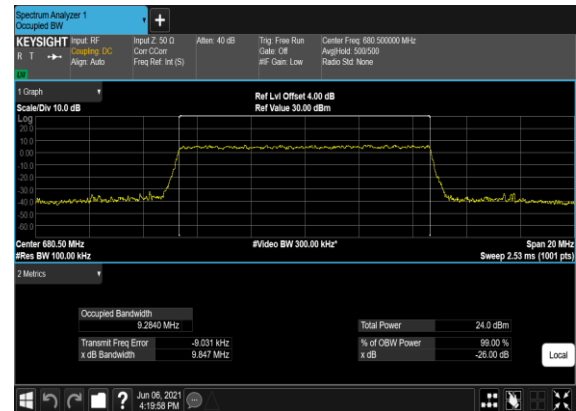 Spectrum Analyzer 1
Occupied BW
+
KEYSIGHT Input: RF Input Z: 50 Ω Atten: 40 dB Trig: Free Run Center Freq: 680.500000 MHz
R T Coupling: DC Corr CCorr Gate: Off Avg|Hold: 500/500
Align: Auto Freq Ref: Int (S) #IF Gain: Low Radio Std: None
1 Graph Ref Lvl Offset 4.00 dB
Scale/Div 10.0 dB Ref Value 30.00 dBm
Log
20.0
10.0
0.00
-10.0
-20.0
-30.0
-40.0
-50.0
-60.0
Center 680.50 MHz #Video BW 300.00 kHz* Span 20 MHz
#Res BW 100.00 kHz Sweep 2.53 ms (1001 pts)
2 Metrics
Occupied Bandwidth
9.2840 MHz Total Power 24.0 dBm
Transmit Freq Error -9.031 kHz % of OBW Power 99.00 %
x dB Bandwidth 9.847 MHz x dB -26.00 dB
Local
? Jun 06, 2021
4:19:58 PM